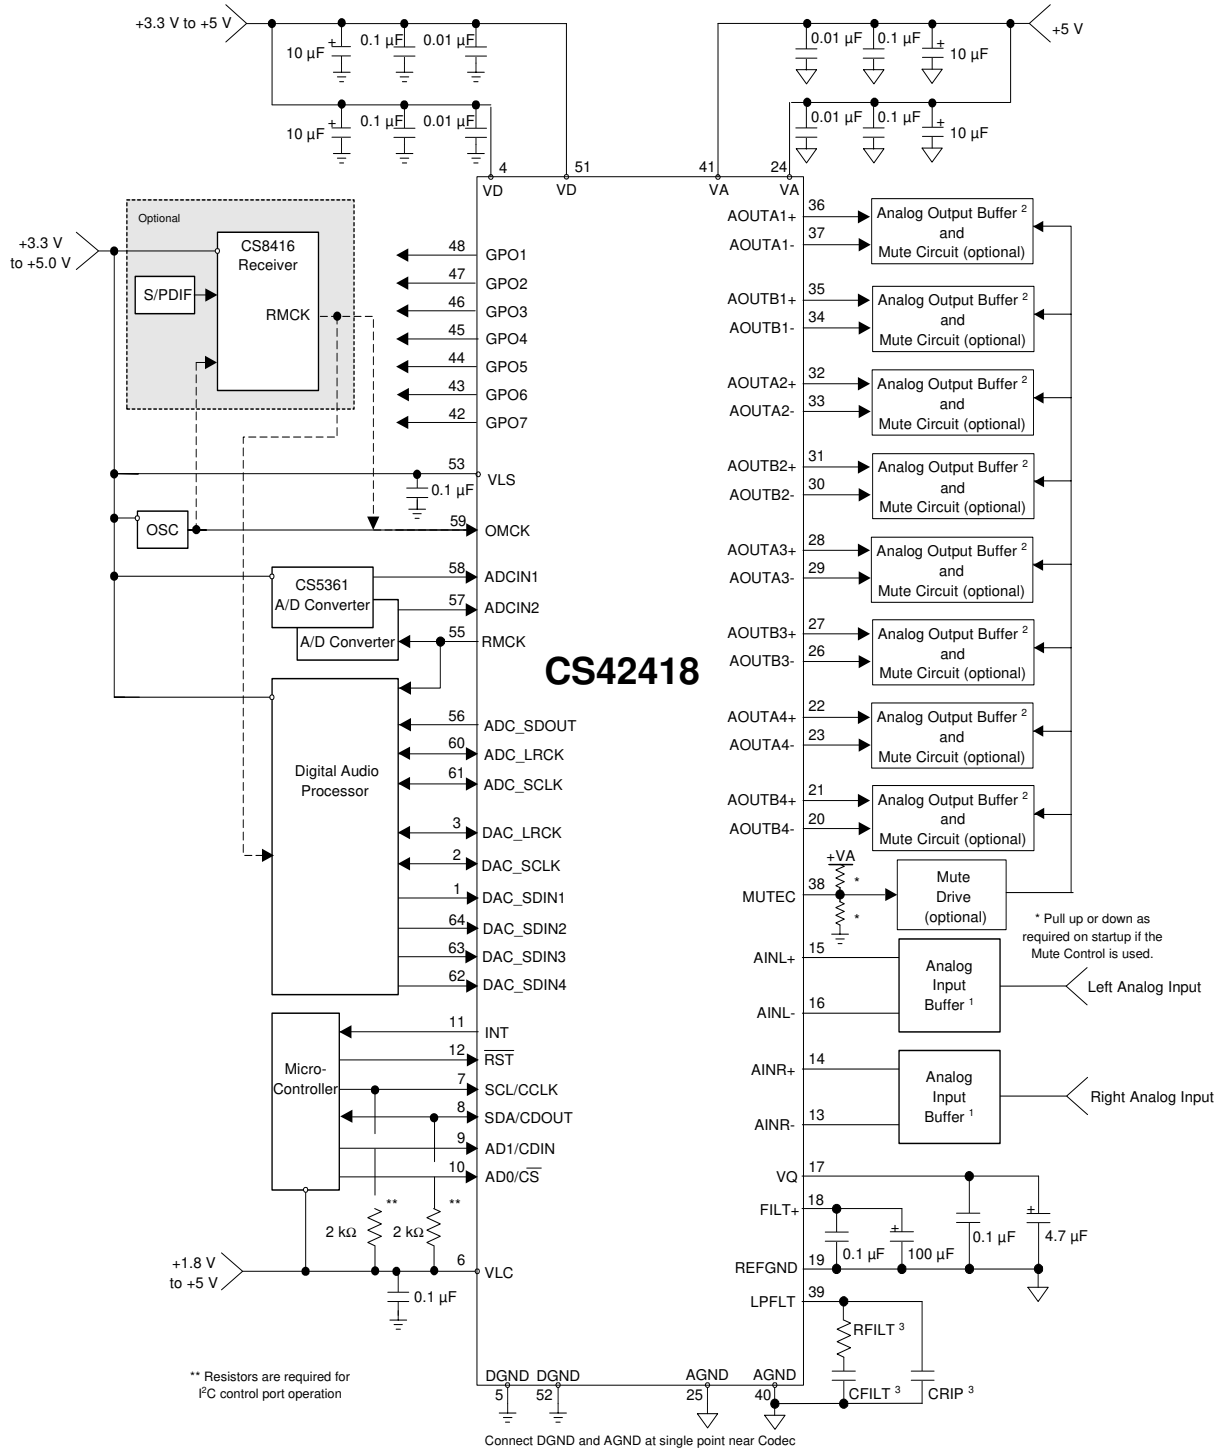 +3.3 V to +5 V
+5 V
10 µF
+
0.1 µF
0.01 µF
0.01 µF
0.1 µF
+
10 µF
10 µF
+
0.1 µF
0.01 µF
0.01 µF
0.1 µF
+
10 µF
4
51
41
24
VD
VD
VA
VA
Optional
+3.3 V
to +5.0 V
CS8416
Receiver
S/PDIF
RMCK
48
GPO1
47
GPO2
46
GPO3
45
GPO4
44
GPO5
43
GPO6
42
GPO7
53
VLS
0.1 µF
OSC
59
OMCK
CS5361
A/D Converter
A/D Converter
58
ADCIN1
57
ADCIN2
55
RMCK
CS42418
Digital Audio
Processor
56
ADC_SDOUT
60
ADC_LRCK
61
ADC_SCLK
3
DAC_LRCK
2
DAC_SCLK
1
DAC_SDIN1
64
DAC_SDIN2
63
DAC_SDIN3
62
DAC_SDIN4
Micro-
Controller
11
INT
12
RST
7
SCL/CCLK
8
SDA/CDOUT
9
AD1/CDIN
10
AD0/CS
**
**
2 kΩ
2 kΩ
+1.8 V
to +5 V
6
VLC
0.1 µF
** Resistors are required for
I²C control port operation
AOUTA1+
36
AOUTA1-
37
Analog Output Buffer ²
and
Mute Circuit (optional)
AOUTB1+
35
AOUTB1-
34
Analog Output Buffer ²
and
Mute Circuit (optional)
AOUTA2+
32
AOUTA2-
33
Analog Output Buffer ²
and
Mute Circuit (optional)
AOUTB2+
31
AOUTB2-
30
Analog Output Buffer ²
and
Mute Circuit (optional)
AOUTA3+
28
AOUTA3-
29
Analog Output Buffer ²
and
Mute Circuit (optional)
AOUTB3+
27
AOUTB3-
26
Analog Output Buffer ²
and
Mute Circuit (optional)
AOUTA4+
22
AOUTA4-
23
Analog Output Buffer ²
and
Mute Circuit (optional)
AOUTB4+
21
AOUTB4-
20
Analog Output Buffer ²
and
Mute Circuit (optional)
+VA
*
MUTEC
38
*
Mute
Drive
(optional)
* Pull up or down as
required on startup if the
Mute Control is used.
AINL+
15
AINL-
16
Analog
Input
Buffer ¹
Left Analog Input
AINR+
14
AINR-
13
Analog
Input
Buffer ¹
Right Analog Input
VQ
17
FILT+
18
0.1 µF
+
100 µF
0.1 µF
+
4.7 µF
REFGND
19
LPFLT
39
RFILT ³
CFILT ³
CRIP ³
DGND
DGND
AGND
AGND
5
52
25
40
Connect DGND and AGND at single point near Codec